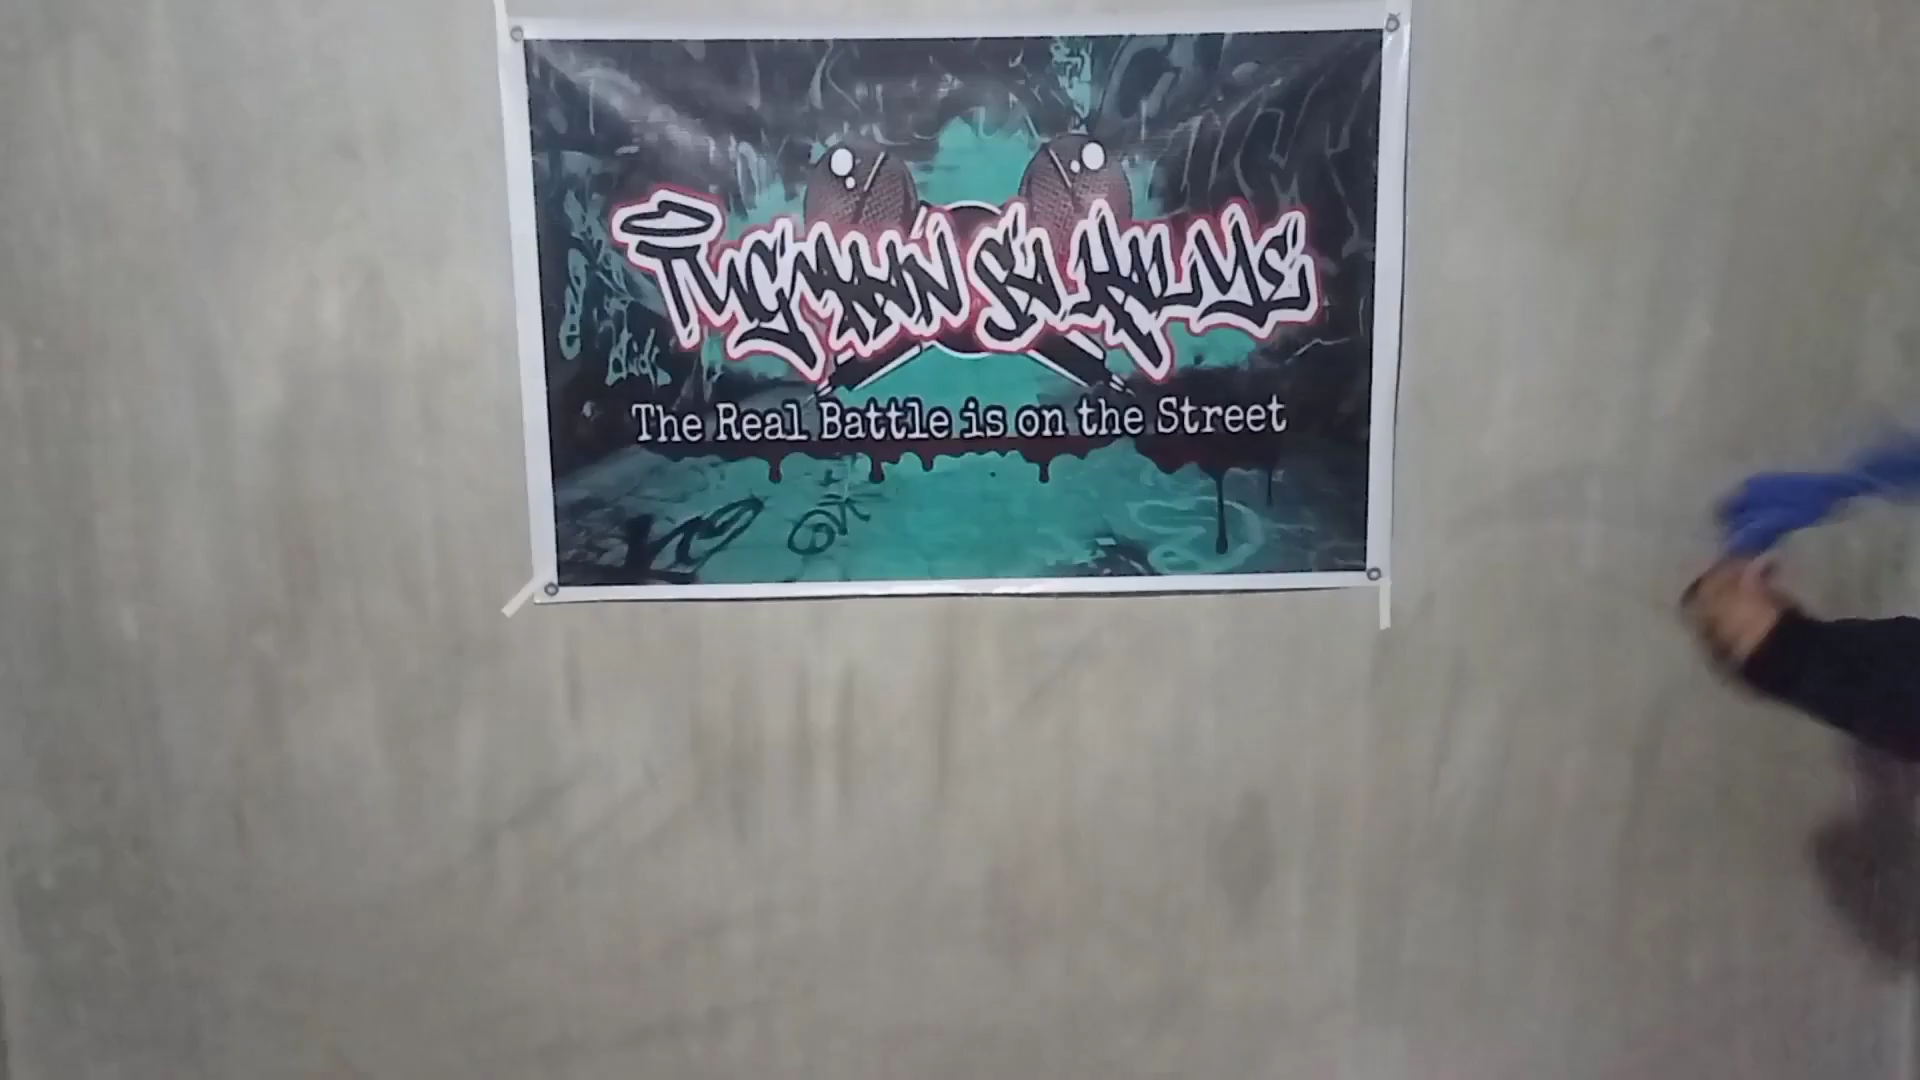 Tugmaan Sa Kalye
The Real Battle is on the Street